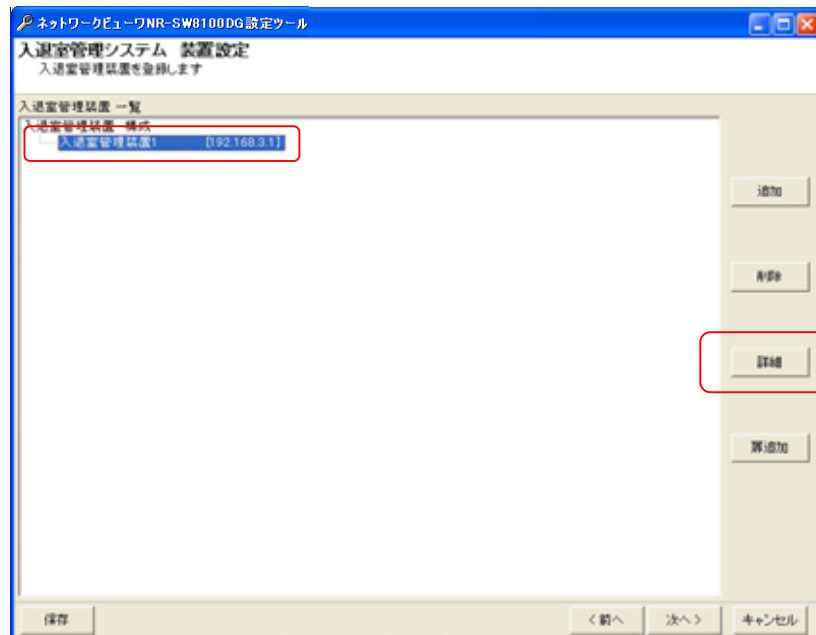 ネットワークビューワNR-SW8100DG設定ツール
入退室管理システム 装置設定
入退室管理装置を登録します
入退室管理装置 一覧
入退室管理装置 構成
入退室管理装置1 [192.168.3.1]
追加
削除
詳細
扉追加
保存
<前へ
次へ>
キャンセル